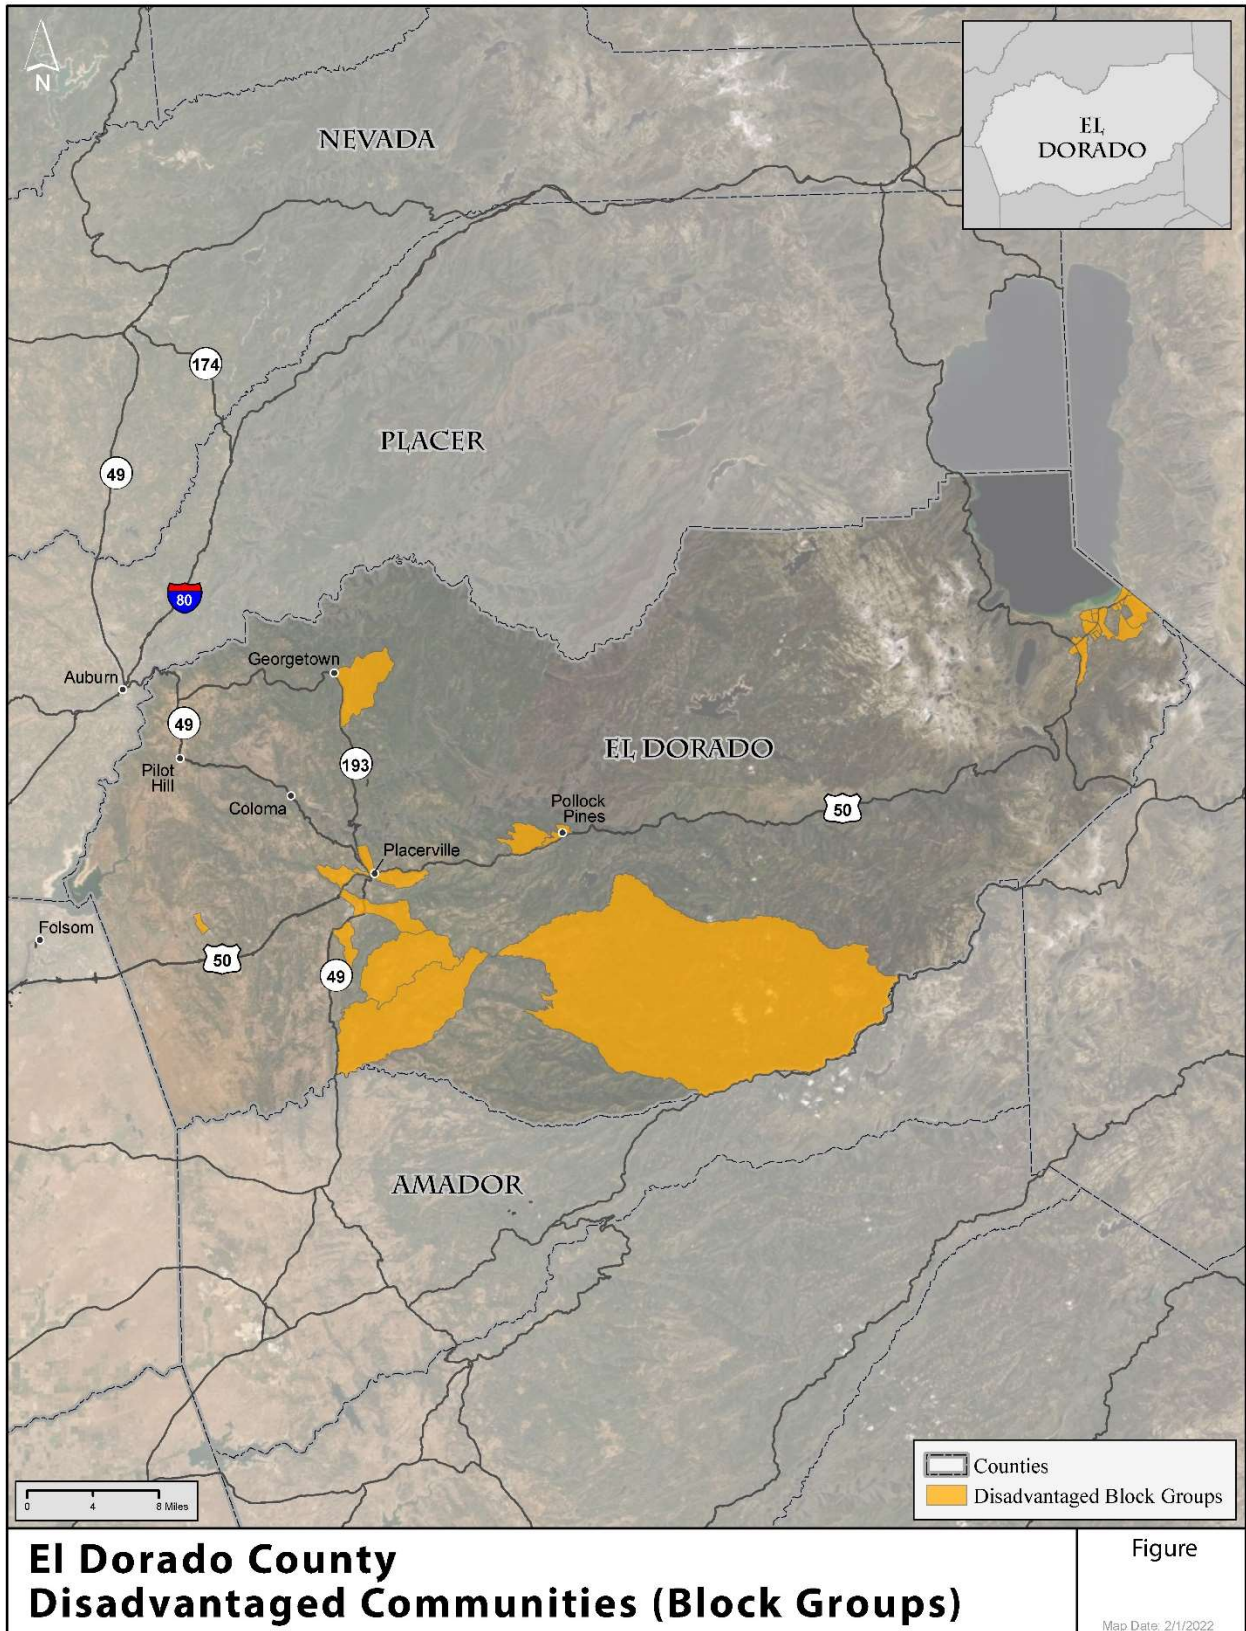 N
NEVADA
EL
DORADO
174
PLACER
49
80
Georgetown
Auburn
49
EL DORADO
Pilot
Hill
193
Coloma
Pollock
Pines
50
Placerville
Folsom
50
49
AMADOR
Counties
Disadvantaged Block Groups
0 4 8 Miles
El Dorado County
Disadvantaged Communities (Block Groups)
Figure
Map Date: 2/1/2022